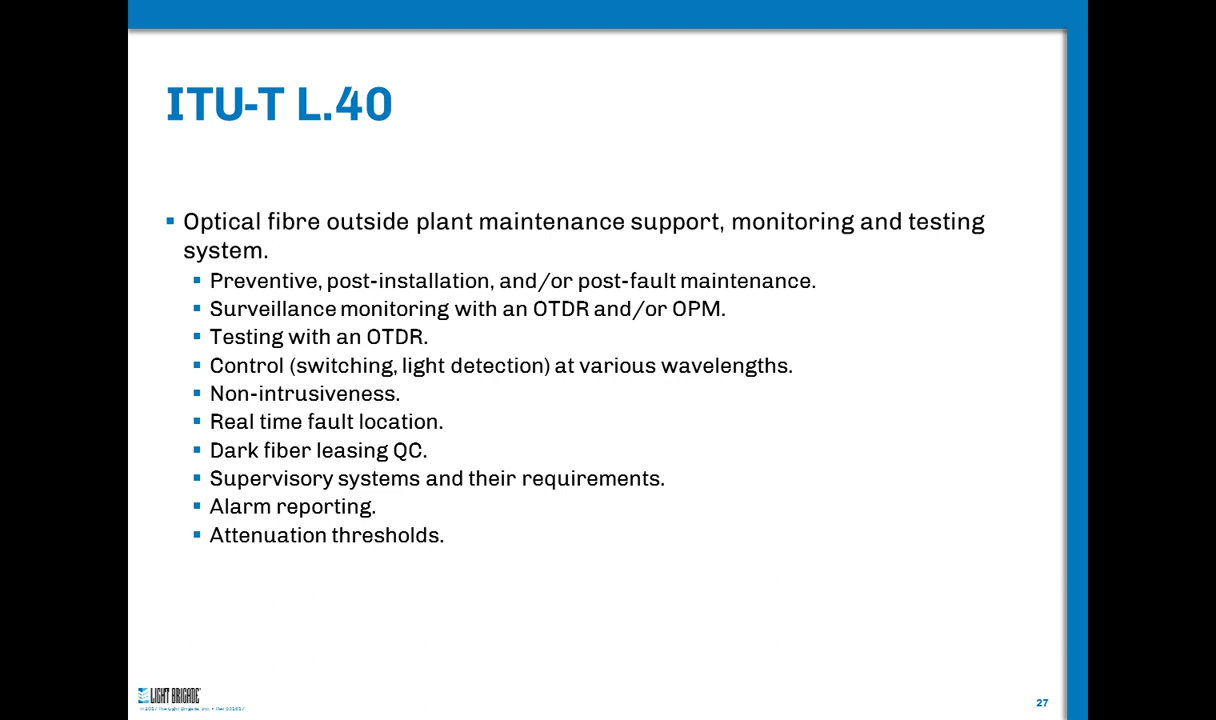 ITU-T L.40
Optical fibre outside plant maintenance support, monitoring and testing
system.
Preventive, post-installation, and/or post-fault maintenance.
Surveillance monitoring with an OTDR and/or OPM.
Testing with an OTDR.
Control (switching, light detection) at various wavelengths.
Non-intrusiveness.
Real time fault location.
Dark fiber leasing QC.
Supervisory systems and their requirements.
Alarm reporting.
Attenuation thresholds.
LIGHT BRIGADE
27